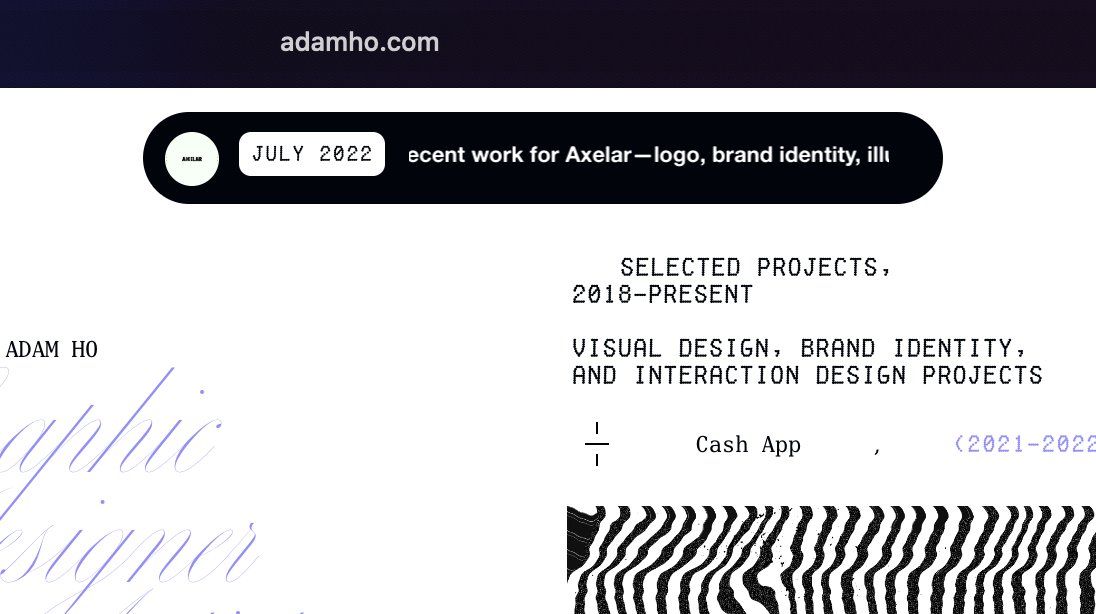 adamho.com
AXELAR
JULY 2022
ecent work for Axelar—logo, brand identity, illu
SELECTED PROJECTS,
2018–PRESENT
ADAM HO
VISUAL DESIGN, BRAND IDENTITY,
AND INTERACTION DESIGN PROJECTS
aphic
esigner
Cash App , (2021–2022